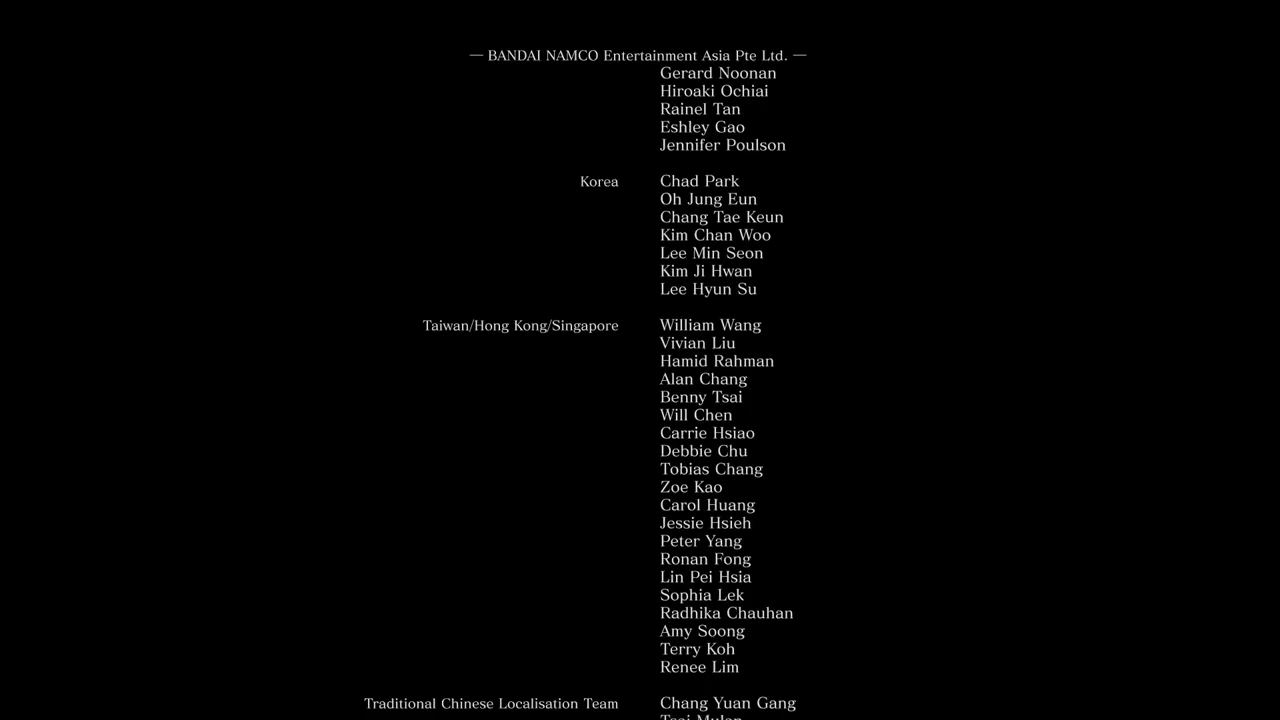 — BANDAI NAMCO Entertainment Asia Pte Ltd. —
Gerard Noonan
Hiroaki Ochiai
Rainel Tan
Eshley Gao
Jennifer Poulson
Korea Chad Park
Oh Jung Eun
Chang Tae Keun
Kim Chan Woo
Lee Min Seon
Kim Ji Hwan
Lee Hyun Su
Taiwan/Hong Kong/Singapore William Wang
Vivian Liu
Hamid Rahman
Alan Chang
Benny Tsai
Will Chen
Carrie Hsiao
Debbie Chu
Tobias Chang
Zoe Kao
Carol Huang
Jessie Hsieh
Peter Yang
Ronan Fong
Lin Pei Hsia
Sophia Lek
Radhika Chauhan
Amy Soong
Terry Koh
Renee Lim
Traditional Chinese Localisation Team Chang Yuan Gang